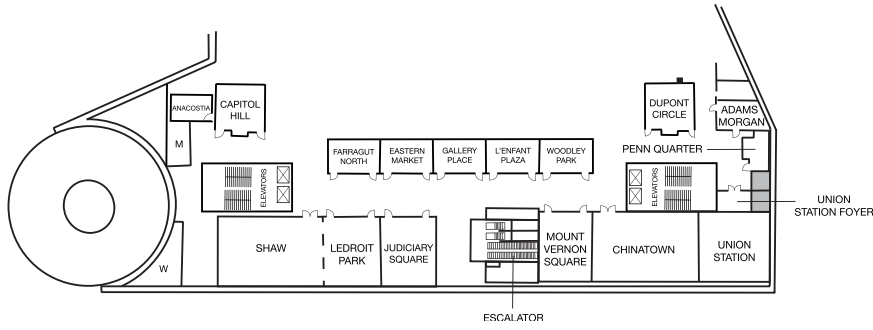 ANACOSTIA
CAPITOL
HILL
M
DUPONT
CIRCLE
ADAMS
MORGAN
PENN QUARTER
FARRAGUT
NORTH
EASTERN
MARKET
GALLERY
PLACE
L'ENFANT
PLAZA
WOODLEY
PARK
ELEVATORS
ELEVATORS
UNION
STATION FOYER
SHAW
LEDROIT
PARK
JUDICIARY
SQUARE
MOUNT
VERNON
SQUARE
CHINATOWN
UNION
STATION
W
ESCALATOR